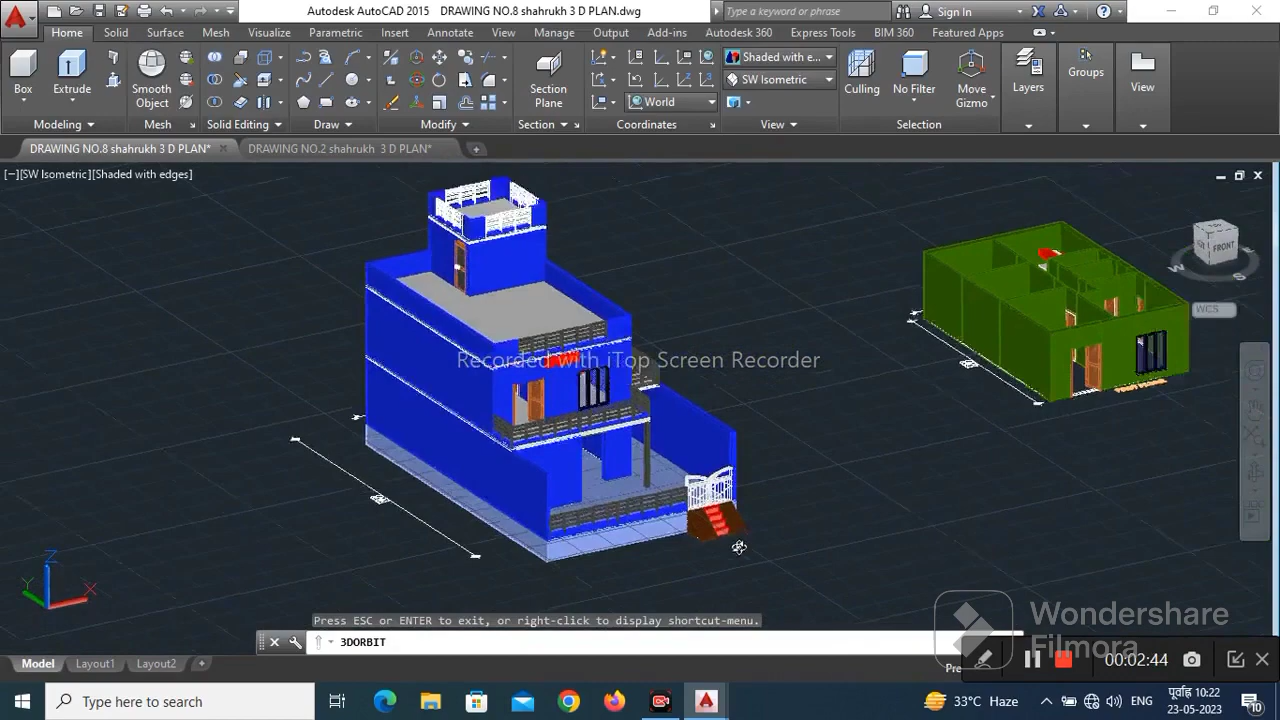 Autodesk AutoCAD 2015 DRAWING NO.8 shahrukh 3 D PLAN.dwg
Type a keyword or phrase
Sign In
Home Solid Surface Mesh Visualize Parametric Insert Annotate View Manage Output Add-ins Autodesk 360 Express Tools BIM 360 Featured Apps
Box
Extrude
Smooth Object
Section Plane
World
Shaded with e...
SW Isometric
Culling
No Filter
Move Gizmo
Layers
Groups
View
Modeling
Mesh
Solid Editing
Draw
Modify
Section
Coordinates
View
Selection
DRAWING NO.8 shahrukh 3 D PLAN*
DRAWING NO.2 shahrukh 3 D PLAN*
[−][SW Isometric][Shaded with edges]
FRONT
W
S
WCS
Recorded with iTop Screen Recorder
Z
Y
X
Press ESC or ENTER to exit, or right-click to display shortcut-menu.
3DORBIT
Wondershare
Filmora
Model
Layout1
Layout2
Pre
00:02:44
Type here to search
33°C Haze
ENG
पूर्वाह्न 10:22
23-05-2023
10